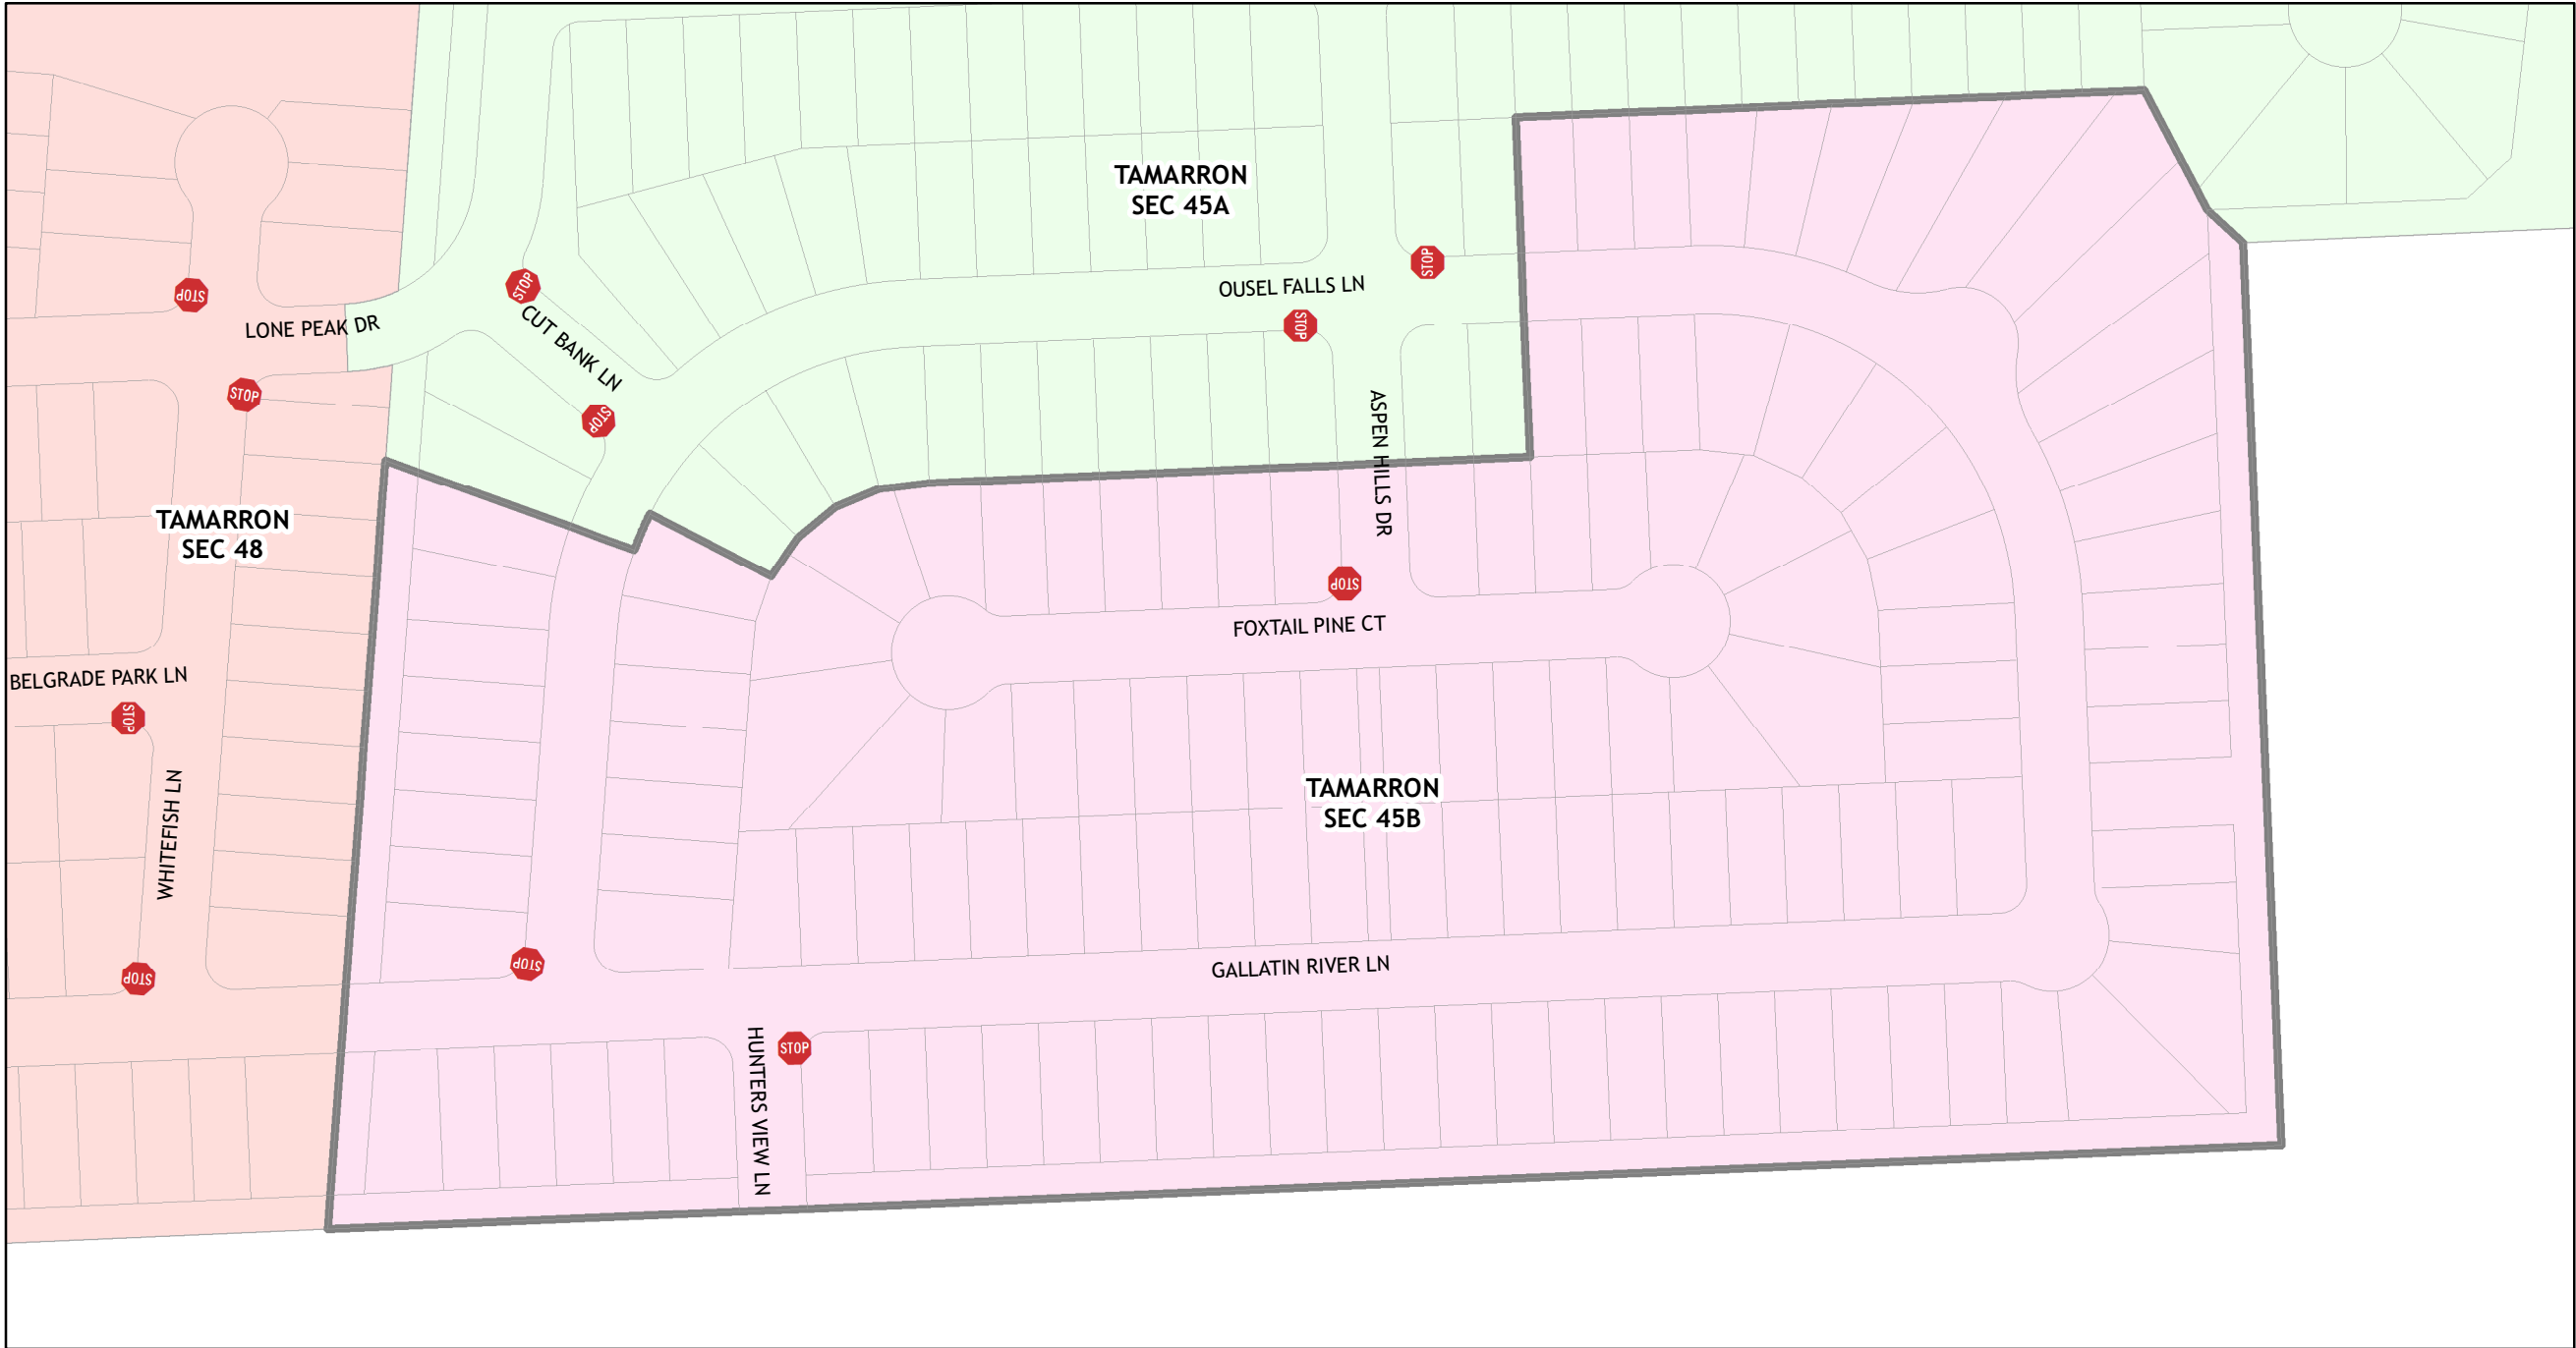 TAMARRON
SEC 45A
STOP
OUSEL FALLS LN
STOP
STOP
LONE PEAK DR
CUT BANK LN
STOP
STOP
STOP
ASPEN HILLS DR
TAMARRON
SEC 48
STOP
FOXTAIL PINE CT
BELGRADE PARK LN
STOP
TAMARRON
SEC 45B
WHITEFISH LN
STOP
STOP
GALLATIN RIVER LN
STOP
HUNTERS VIEW LN